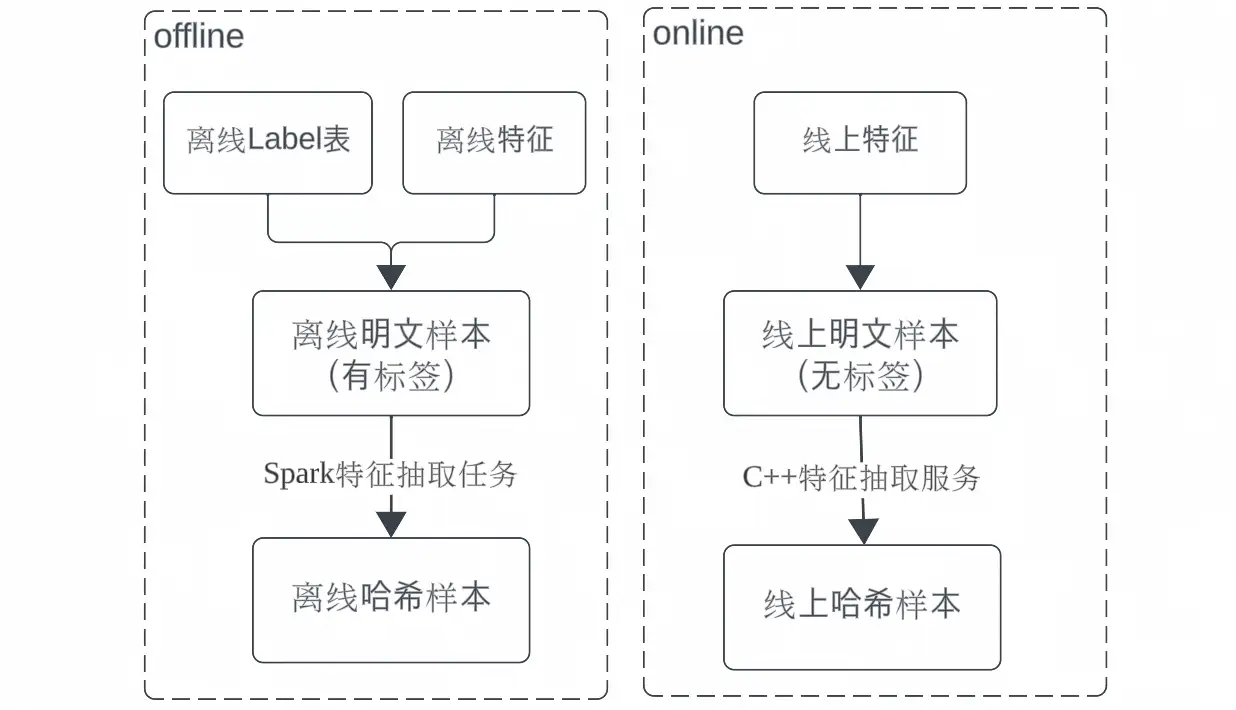 offline
离线Label表
离线特征
离线明文样本
（有标签）
Spark特征抽取任务
离线哈希样本
online
线上特征
线上明文样本
（无标签）
C++特征抽取服务
线上哈希样本